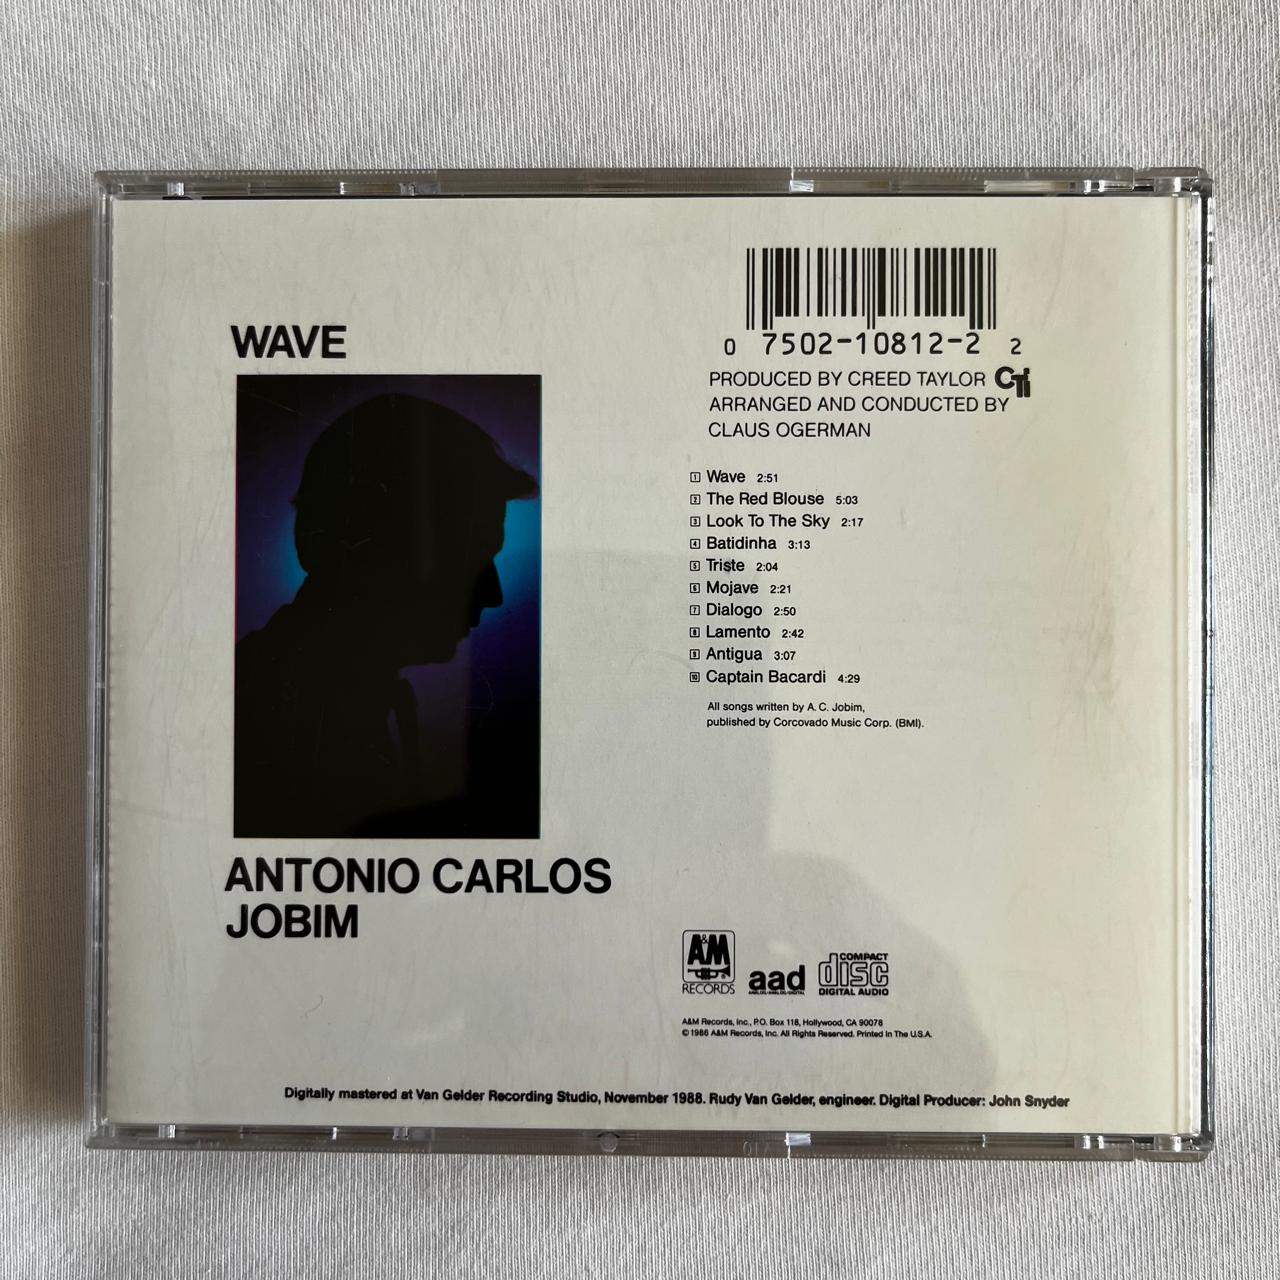 WAVE
ANTONIO CARLOS
JOBIM
0 7502-10812-2 2
PRODUCED BY CREED TAYLOR CTi
ARRANGED AND CONDUCTED BY
CLAUS OGERMAN
1 Wave 2:51
2 The Red Blouse 5:03
3 Look To The Sky 2:17
4 Batidinha 3:13
5 Triste 2:04
6 Mojave 2:21
7 Dialogo 2:50
8 Lamento 2:42
9 Antigua 3:07
10 Captain Bacardi 4:29
All songs written by A. C. Jobim,
published by Corcovado Music Corp. (BMI).
A&M
RECORDS
aad
ANALOG/ANALOG/DIGITAL
COMPACT
disc
DIGITAL AUDIO
A&M Records, Inc., P.O. Box 118, Hollywood, CA 90078
© 1986 A&M Records, Inc. All Rights Reserved. Printed In The U.S.A.
Digitally mastered at Van Gelder Recording Studio, November 1988. Rudy Van Gelder, engineer. Digital Producer: John Snyder